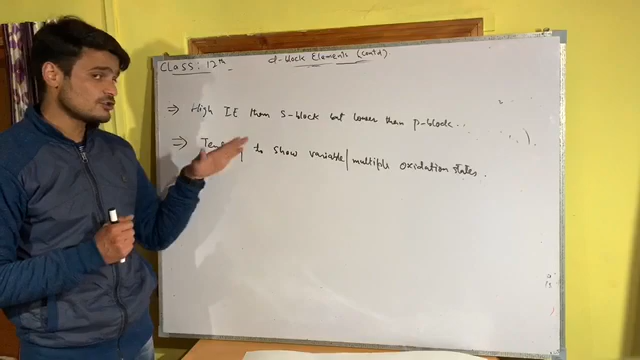 CLASS: 12th
d-block Elements (contd)
⇒ High IE than S-block but lower than p-block..
⇒ to show variable/multiple oxidation states.